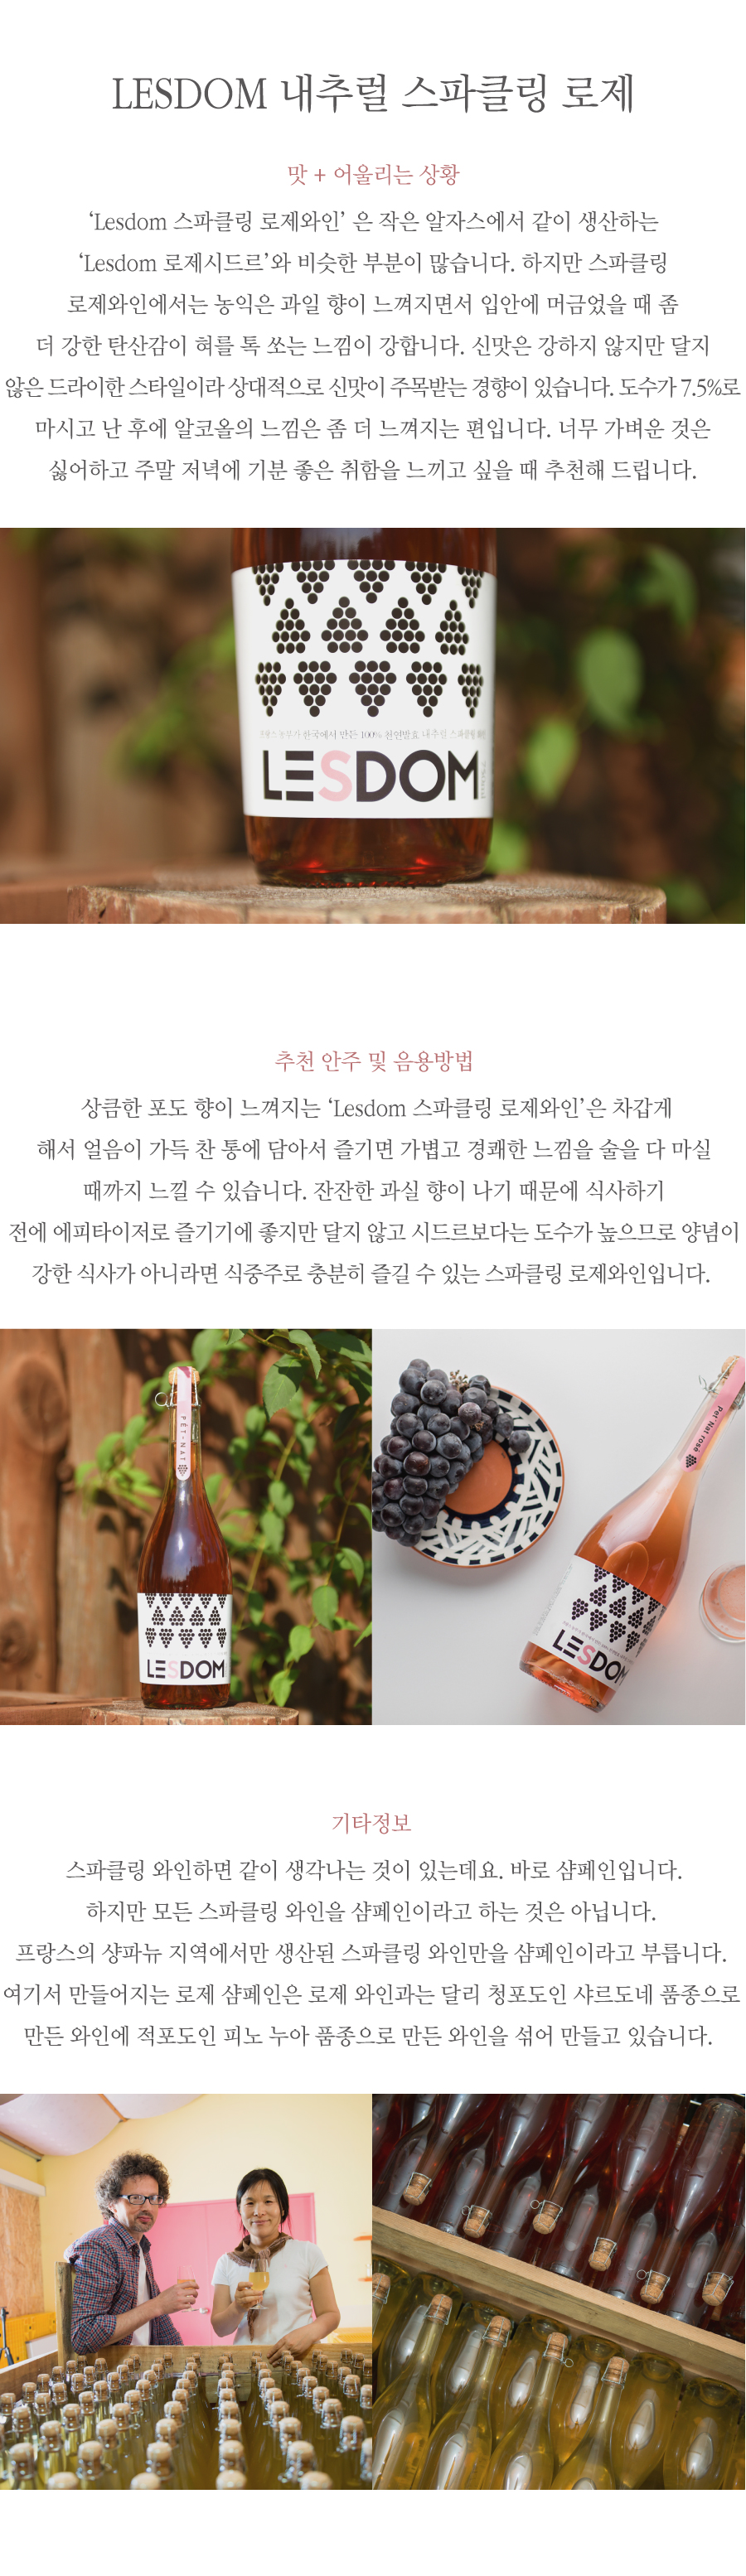 LESDOM 내추럴 스파클링 로제
맛 + 어울리는 상황
‘Lesdom 스파클링 로제와인’ 은 작은 알자스에서 같이 생산하는
‘Lesdom 로제시드르’와 비슷한 부분이 많습니다. 하지만 스파클링
로제와인에서는 농익은 과일 향이 느껴지면서 입안에 머금었을 때 좀
더 강한 탄산감이 혀를 톡 쏘는 느낌이 강합니다. 신맛은 강하지 않지만 달지
않은 드라이한 스타일이라 상대적으로 신맛이 주목받는 경향이 있습니다. 도수가 7.5%로
마시고 난 후에 알코올의 느낌은 좀 더 느껴지는 편입니다. 너무 가벼운 것은
싫어하고 주말 저녁에 기분 좋은 취함을 느끼고 싶을 때 추천해 드립니다.
프랑스농부가 한국에서 만든 100% 천연발효 내추럴 스파클링 와인
LESDOM
추천 안주 및 음용방법
상큼한 포도 향이 느껴지는 ‘Lesdom 스파클링 로제와인’은 차갑게
해서 얼음이 가득 찬 통에 담아서 즐기면 가볍고 경쾌한 느낌을 술을 다 마실
때까지 느낄 수 있습니다. 잔잔한 과실 향이 나기 때문에 식사하기
전에 에피타이저로 즐기기에 좋지만 달지 않고 시드르보다는 도수가 높으므로 양념이
강한 식사가 아니라면 식중주로 충분히 즐길 수 있는 스파클링 로제와인입니다.
PÉT-NAT
LESDOM
Pet'Nat rosé
LESDOM
기타정보
스파클링 와인하면 같이 생각나는 것이 있는데요. 바로 샴페인입니다.
하지만 모든 스파클링 와인을 샴페인이라고 하는 것은 아닙니다.
프랑스의 샹파뉴 지역에서만 생산된 스파클링 와인만을 샴페인이라고 부릅니다.
여기서 만들어지는 로제 샴페인은 로제 와인과는 달리 청포도인 샤르도네 품종으로
만든 와인에 적포도인 피노 누아 품종으로 만든 와인을 섞어 만들고 있습니다.